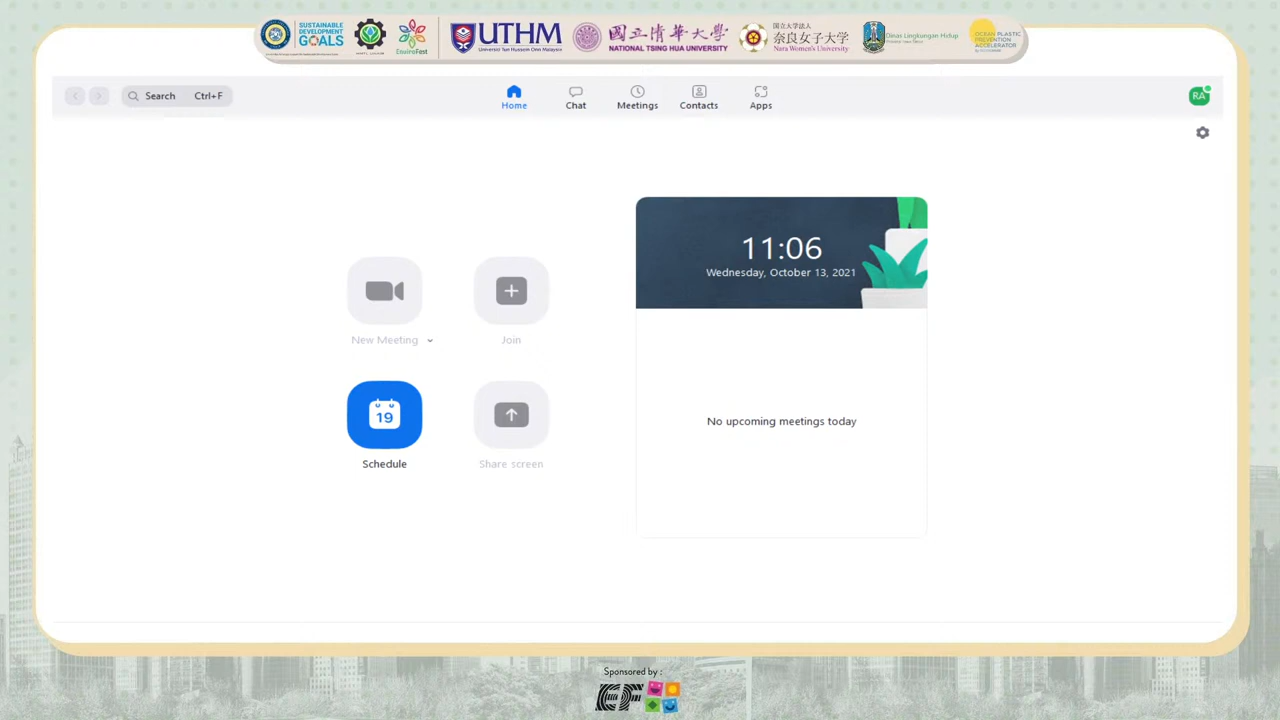 SUSTAINABLE
DEVELOPMENT
GOALS
EnviroFest
UTHM
Universiti Tun Hussein Onn Malaysia
國立清華大學
NATIONAL TSING HUA UNIVERSITY
国立大学法人
奈良女子大学
Nara Women's University
Dinas Lingkungan Hidup
OCEAN PLASTIC
PREVENTION
ACCELERATOR
Search Ctrl+F
Home
Chat
Meetings
Contacts
Apps
RA
11:06
Wednesday, October 13, 2021
New Meeting
Join
19
Schedule
Share screen
No upcoming meetings today
Sponsored by :
EF